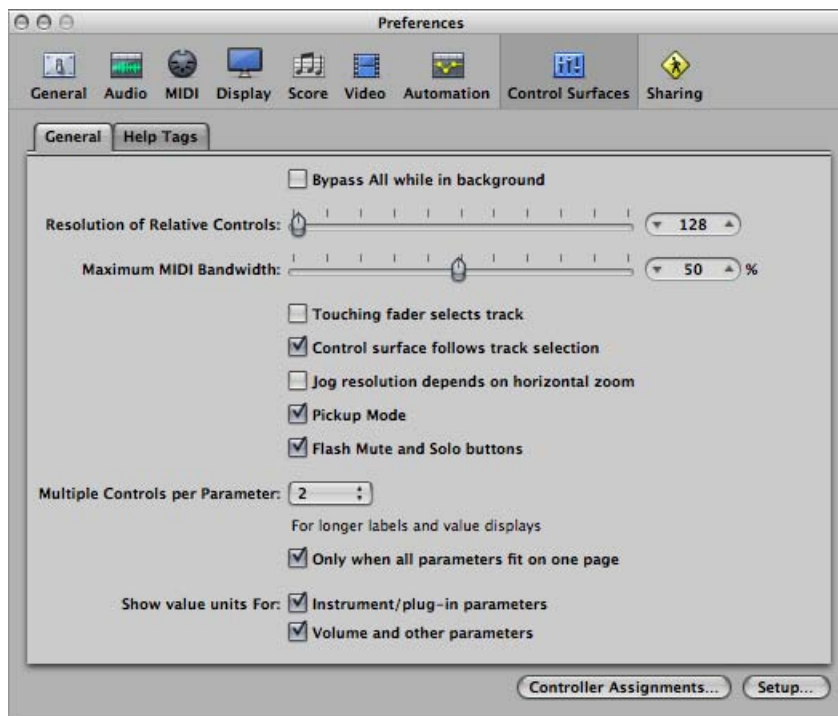 Preferences
General Audio MIDI Display Score Video Automation Control Surfaces Sharing
General Help Tags
Bypass All while in background
Resolution of Relative Controls: 128
Maximum MIDI Bandwidth: 50 %
Touching fader selects track
Control surface follows track selection
Jog resolution depends on horizontal zoom
Pickup Mode
Flash Mute and Solo buttons
Multiple Controls per Parameter: 2
For longer labels and value displays
Only when all parameters fit on one page
Show value units For: Instrument/plug-in parameters
Volume and other parameters
Controller Assignments... Setup...